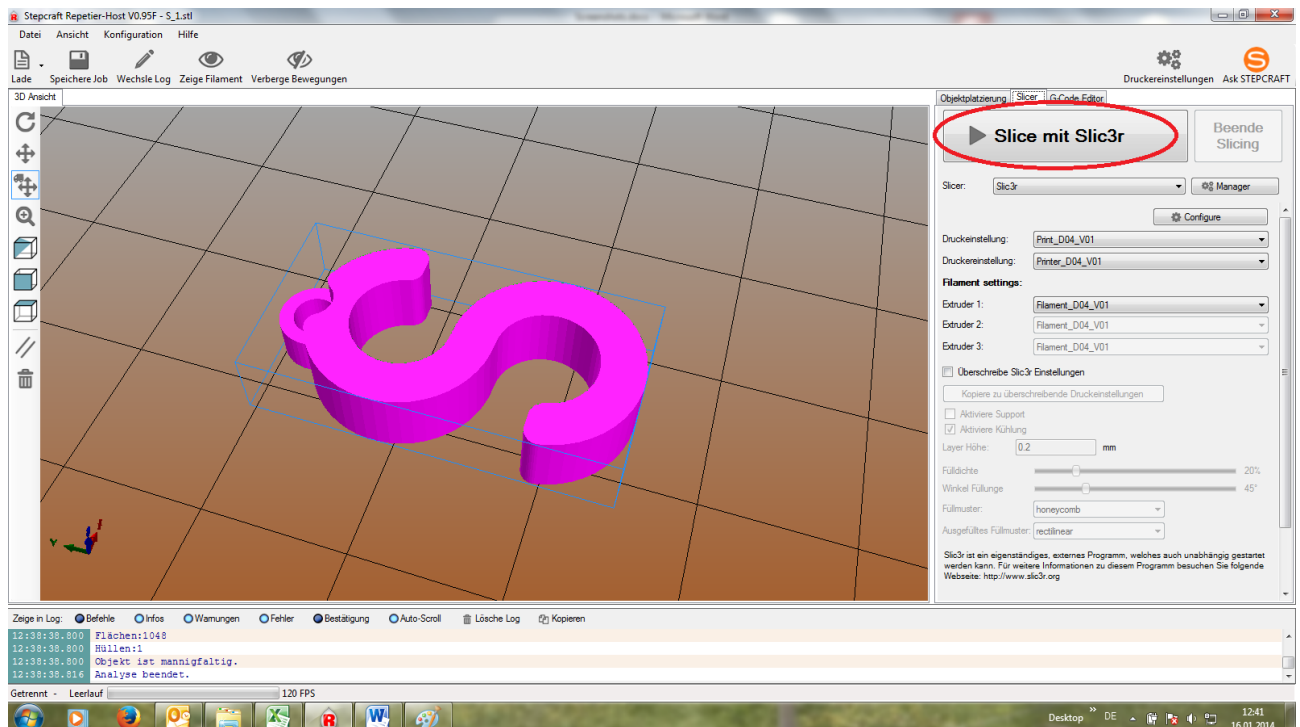 Stepcraft Repetier-Host V0.95F - S_1.stl
Datei Ansicht Konfiguration Hilfe
Lade Speichere Job Wechsle Log Zeige Filament Verberge Bewegungen Druckereinstellungen Ask STEPCRAFT
3D Ansicht
Objektplatzierung Slicer G-Code Editor
Slice mit Slic3r
Beende
Slicing
Slicer: Slic3r Manager
Configure
Druckeinstellung: Print_D04_V01
Druckereinstellung: Printer_D04_V01
Filament settings:
Extruder 1: Filament_D04_V01
Extruder 2: Filament_D04_V01
Extruder 3: Filament_D04_V01
Überschreibe Slic3r Einstellungen
Kopiere zu überschreibende Druckeinstellungen
Aktiviere Support
Aktiviere Kühlung
Layer Höhe: 0.2 mm
Fülldichte 20%
Winkel Füllunge 45°
Füllmuster: honeycomb
Ausgefülltes Füllmuster: rectilinear
Slic3r ist ein eigenständiges, externes Programm, welches auch unabhängig gestartet
werden kann. Für weitere Informationen zu diesem Programm besuchen Sie folgende
Webseite: http://www.slic3r.org
Y
Zeige in Log: Befehle Infos Warnungen Fehler Bestätigung Auto-Scroll Lösche Log Kopieren
12:38:38.800 Flächen:1048
12:38:38.800 Hüllen:1
12:38:38.800 Objekt ist mannigfaltig.
12:38:38.816 Analyse beendet.
Getrennt - Leerlauf 120 FPS
Desktop » DE 12:41
16.01.2014